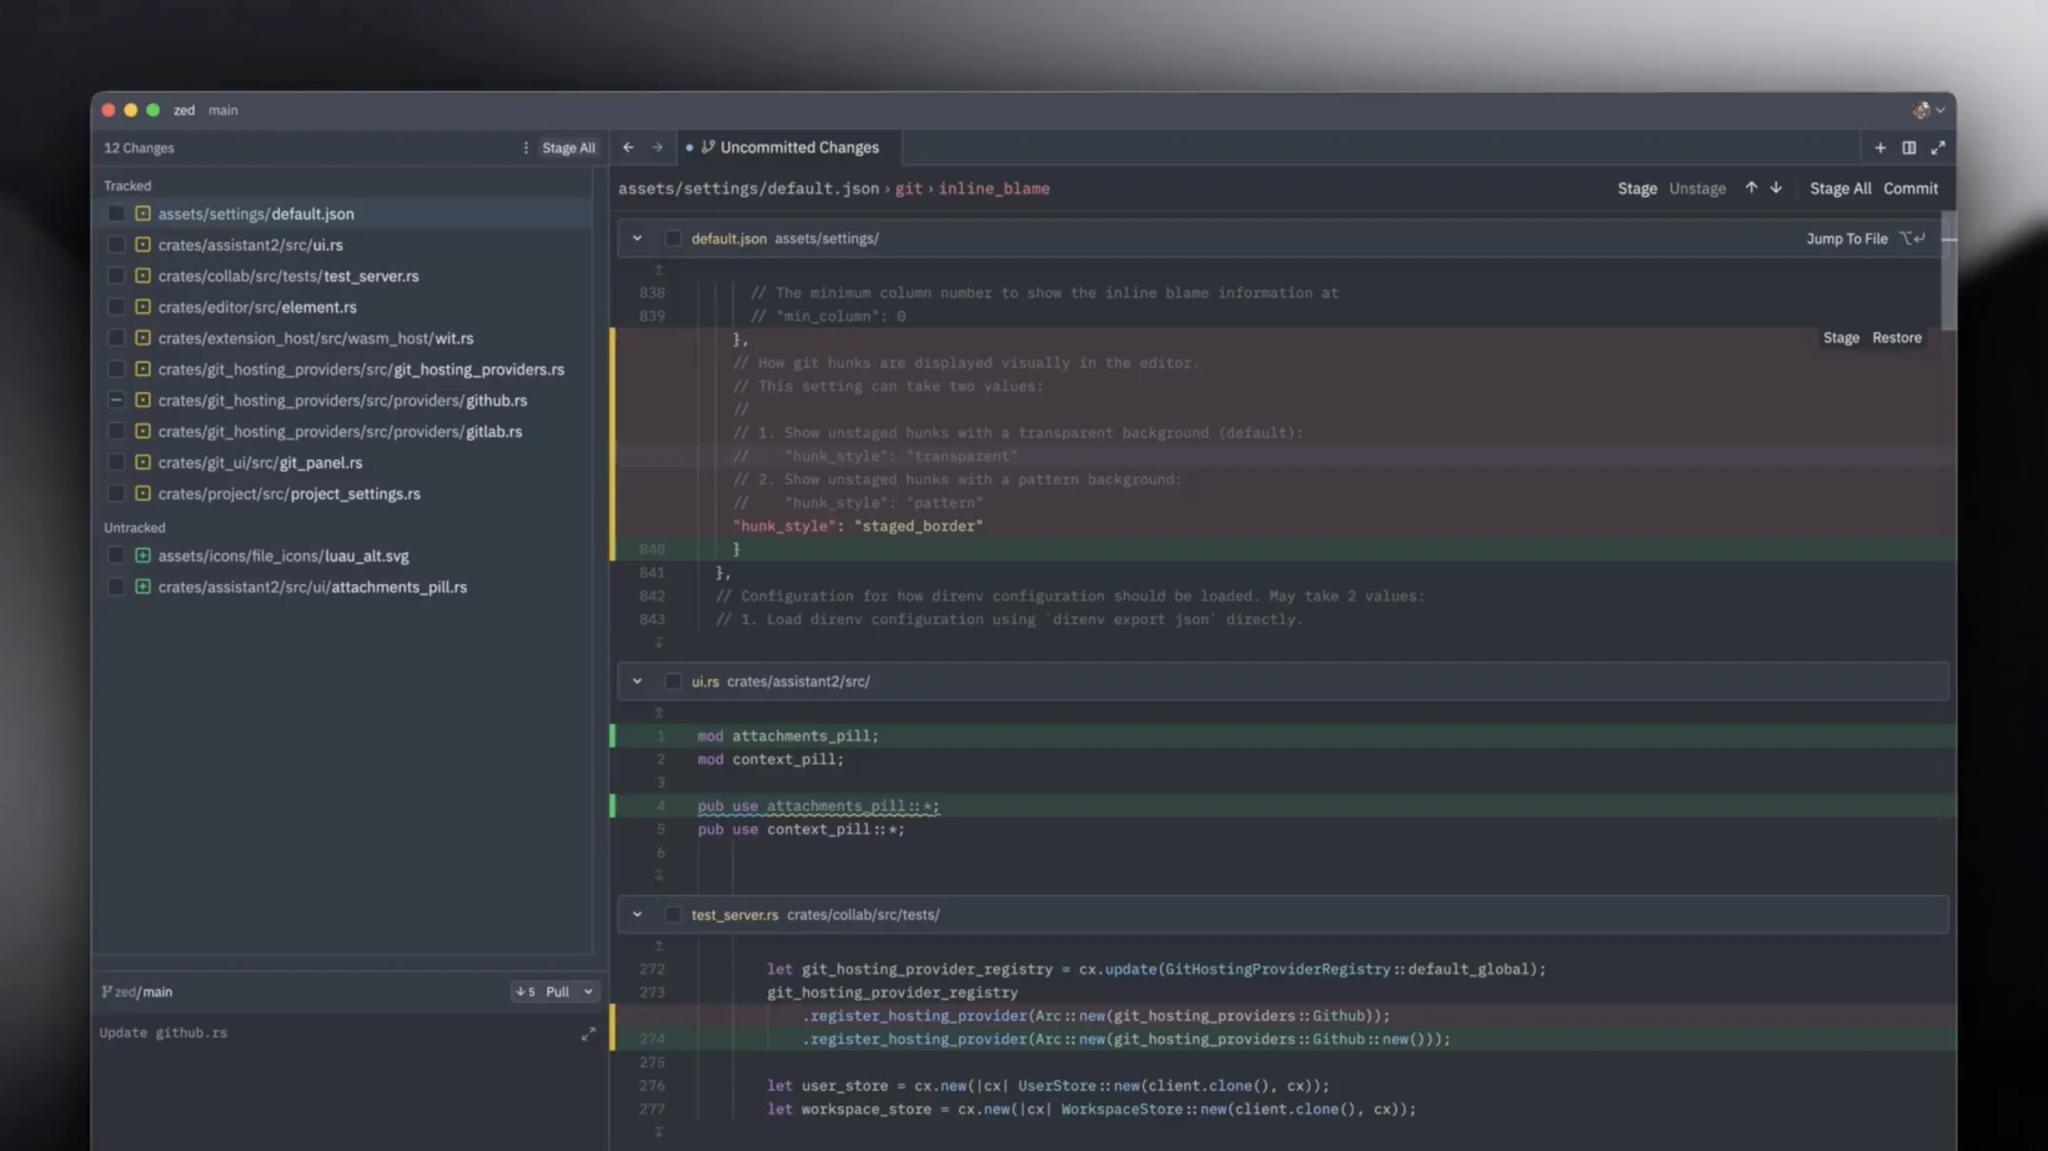 zed main
12 Changes Stage All
Tracked
assets/settings/default.json
crates/assistant2/src/ui.rs
crates/collab/src/tests/test_server.rs
crates/editor/src/element.rs
crates/extension_host/src/wasm_host/wit.rs
crates/git_hosting_providers/src/git_hosting_providers.rs
crates/git_hosting_providers/src/providers/github.rs
crates/git_hosting_providers/src/providers/gitlab.rs
crates/git_ui/src/git_panel.rs
crates/project/src/project_settings.rs
Untracked
assets/icons/file_icons/luau_alt.svg
crates/assistant2/src/ui/attachments_pill.rs
zed/main ↓5 Pull
Update github.rs
← → Uncommitted Changes
assets/settings/default.json › git › inline_blame Stage Unstage ↑ ↓ Stage All Commit
default.json assets/settings/ Jump To File ⌥↵
838 // The minimum column number to show the inline blame information at
839 // "min_column": 0
}, Stage Restore
// How git hunks are displayed visually in the editor.
// This setting can take two values:
//
// 1. Show unstaged hunks with a transparent background (default):
// "hunk_style": "transparent"
// 2. Show unstaged hunks with a pattern background:
// "hunk_style": "pattern"
"hunk_style": "staged_border"
840 }
841 },
842 // Configuration for how direnv configuration should be loaded. May take 2 values:
843 // 1. Load direnv configuration using `direnv export json` directly.
ui.rs crates/assistant2/src/
1 mod attachments_pill;
2 mod context_pill;
3
4 pub use attachments_pill::*;
5 pub use context_pill::*;
6
test_server.rs crates/collab/src/tests/
272 let git_hosting_provider_registry = cx.update(GitHostingProviderRegistry::default_global);
273 git_hosting_provider_registry
.register_hosting_provider(Arc::new(git_hosting_providers::Github));
274 .register_hosting_provider(Arc::new(git_hosting_providers::Github::new()));
275
276 let user_store = cx.new(|cx| UserStore::new(client.clone(), cx));
277 let workspace_store = cx.new(|cx| WorkspaceStore::new(client.clone(), cx));